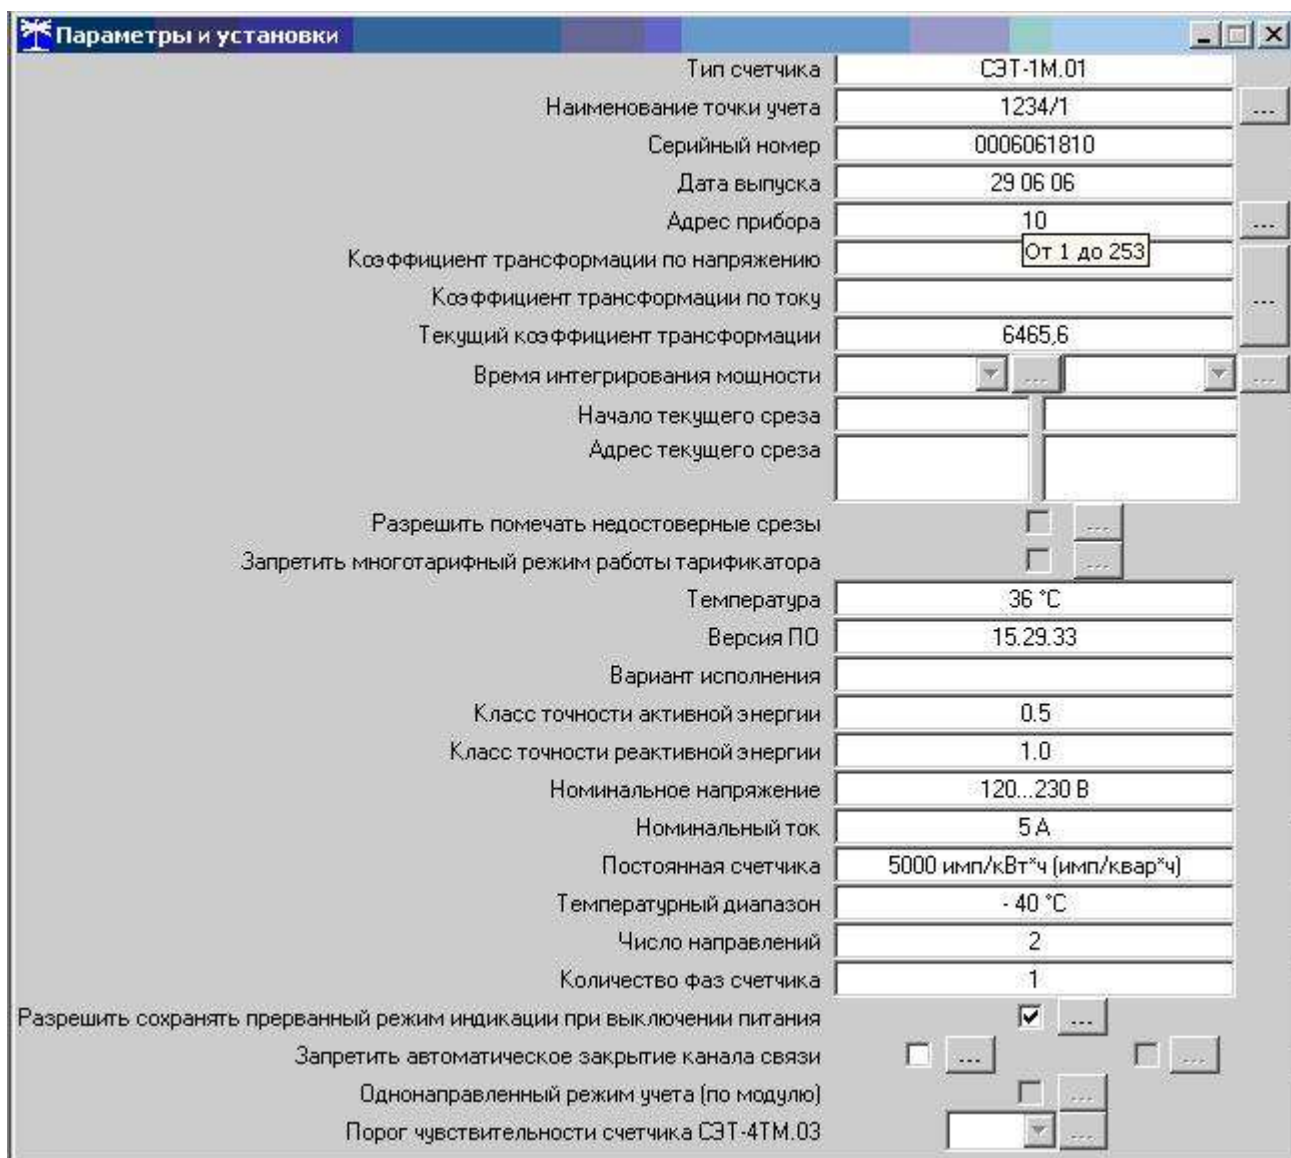 Параметры и установки
Тип счетчика СЭТ-1М.01
Наименование точки учета 1234/1 ...
Серийный номер 0006061810
Дата выпуска 29 06 06
Адрес прибора 10 ...
От 1 до 253
Коэффициент трансформации по напряжению
Коэффициент трансформации по току ...
Текущий коэффициент трансформации 6465,6
Время интегрирования мощности ... ...
Начало текущего среза
Адрес текущего среза
Разрешить помечать недостоверные срезы ...
Запретить многотарифный режим работы тарификатора ...
Температура 36 °C
Версия ПО 15.29.33
Вариант исполнения
Класс точности активной энергии 0.5
Класс точности реактивной энергии 1.0
Номинальное напряжение 120...230 В
Номинальный ток 5 А
Постоянная счетчика 5000 имп/кВт*ч (имп/квар*ч)
Температурный диапазон - 40 °C
Число направлений 2
Количество фаз счетчика 1
Разрешить сохранять прерванный режим индикации при выключении питания ...
Запретить автоматическое закрытие канала связи ... ...
Однонаправленный режим учета (по модулю) ...
Порог чувствительности счетчика СЭТ-4ТМ.03 ...